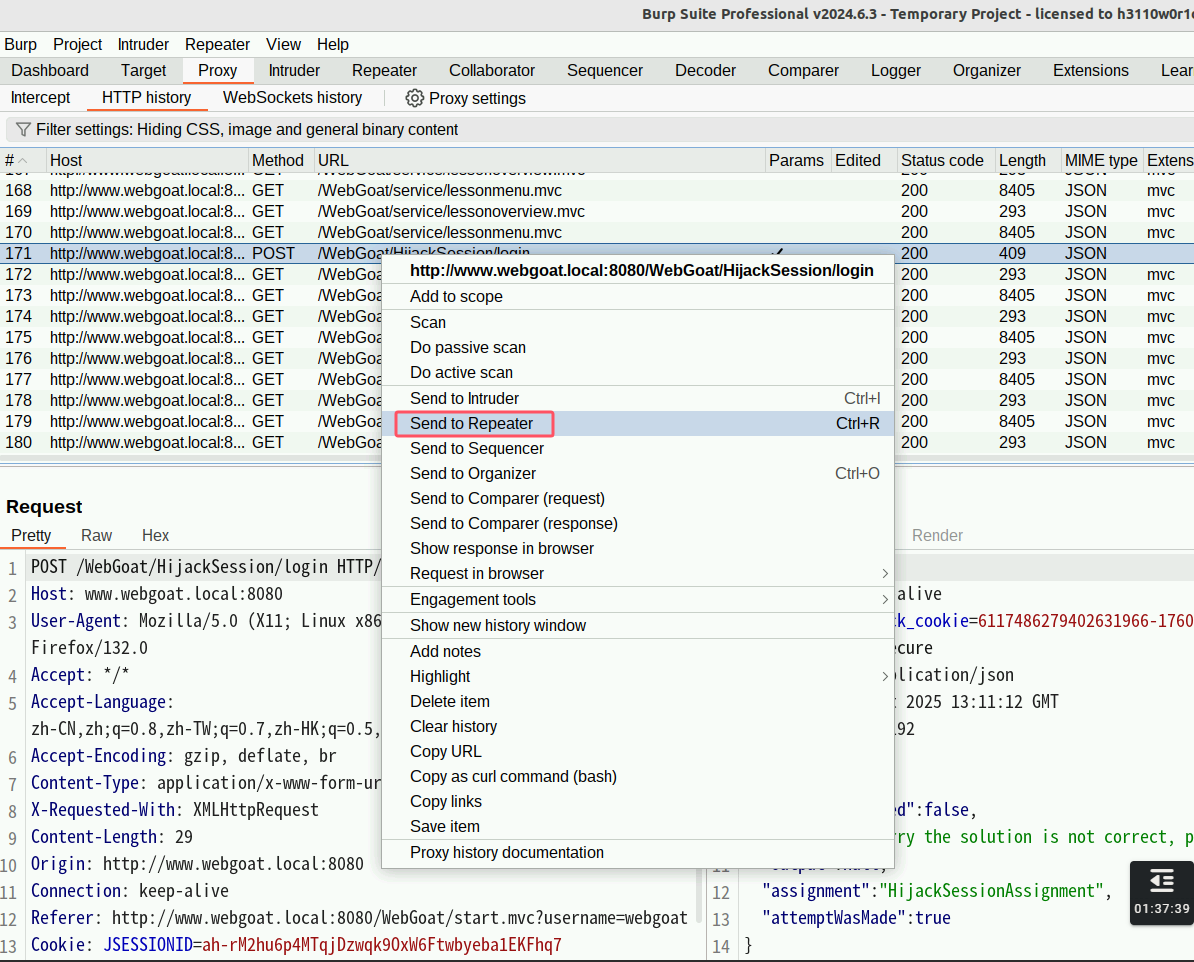 Burp Suite Professional v2024.6.3 - Temporary Project - licensed to h3110w0r1
Burp Project Intruder Repeater View Help
Dashboard Target Proxy Intruder Repeater Collaborator Sequencer Decoder Comparer Logger Organizer Extensions Lear
Intercept HTTP history WebSockets history Proxy settings
Filter settings: Hiding CSS, image and general binary content
# Host Method URL Params Edited Status code Length MIME type Extens
168 http://www.webgoat.local:8... GET /WebGoat/service/lessonmenu.mvc 200 8405 JSON mvc
169 http://www.webgoat.local:8... GET /WebGoat/service/lessonoverview.mvc 200 293 JSON mvc
170 http://www.webgoat.local:8... GET /WebGoat/service/lessonmenu.mvc 200 8405 JSON mvc
171 http://www.webgoat.local:8... POST /WebGoat/HijackSession/login ✓ 200 409 JSON
172 http://www.webgoat.local:8... GET /WebGoa 200 293 JSON mvc
173 http://www.webgoat.local:8... GET /WebGoa 200 8405 JSON mvc
174 http://www.webgoat.local:8... GET /WebGoa 200 293 JSON mvc
175 http://www.webgoat.local:8... GET /WebGoa 200 8405 JSON mvc
176 http://www.webgoat.local:8... GET /WebGoa 200 293 JSON mvc
177 http://www.webgoat.local:8... GET /WebGoa 200 8405 JSON mvc
178 http://www.webgoat.local:8... GET /WebGoa 200 293 JSON mvc
179 http://www.webgoat.local:8... GET /WebGoa 200 8405 JSON mvc
180 http://www.webgoat.local:8... GET /WebGoa 200 293 JSON mvc
http://www.webgoat.local:8080/WebGoat/HijackSession/login
Add to scope
Scan
Do passive scan
Do active scan
Send to Intruder Ctrl+I
Send to Repeater Ctrl+R
Send to Sequencer
Send to Organizer Ctrl+O
Send to Comparer (request)
Send to Comparer (response)
Show response in browser
Request in browser
Engagement tools
Show new history window
Add notes
Highlight
Delete item
Clear history
Copy URL
Copy as curl command (bash)
Copy links
Save item
Proxy history documentation
Request
Pretty Raw Hex
1 POST /WebGoat/HijackSession/login HTTP/
2 Host: www.webgoat.local:8080
3 User-Agent: Mozilla/5.0 (X11; Linux x86
Firefox/132.0
4 Accept: */*
5 Accept-Language:
zh-CN,zh;q=0.8,zh-TW;q=0.7,zh-HK;q=0.5,
6 Accept-Encoding: gzip, deflate, br
7 Content-Type: application/x-www-form-ur
8 X-Requested-With: XMLHttpRequest
9 Content-Length: 29
10 Origin: http://www.webgoat.local:8080
11 Connection: keep-alive
12 Referer: http://www.webgoat.local:8080/WebGoat/start.mvc?username=webgoat
13 Cookie: JSESSIONID=ah-rM2hu6p4MTqjDzwqk9OxW6Ftwbyeba1EKFhq7
Render
alive
k_cookie=6117486279402631966-1760
cure
lication/json
2025 13:11:12 GMT
92
ed":false,
rry the solution is not correct, p
12 "assignment":"HijackSessionAssignment",
13 "attemptWasMade":true
14 }
01:37:39